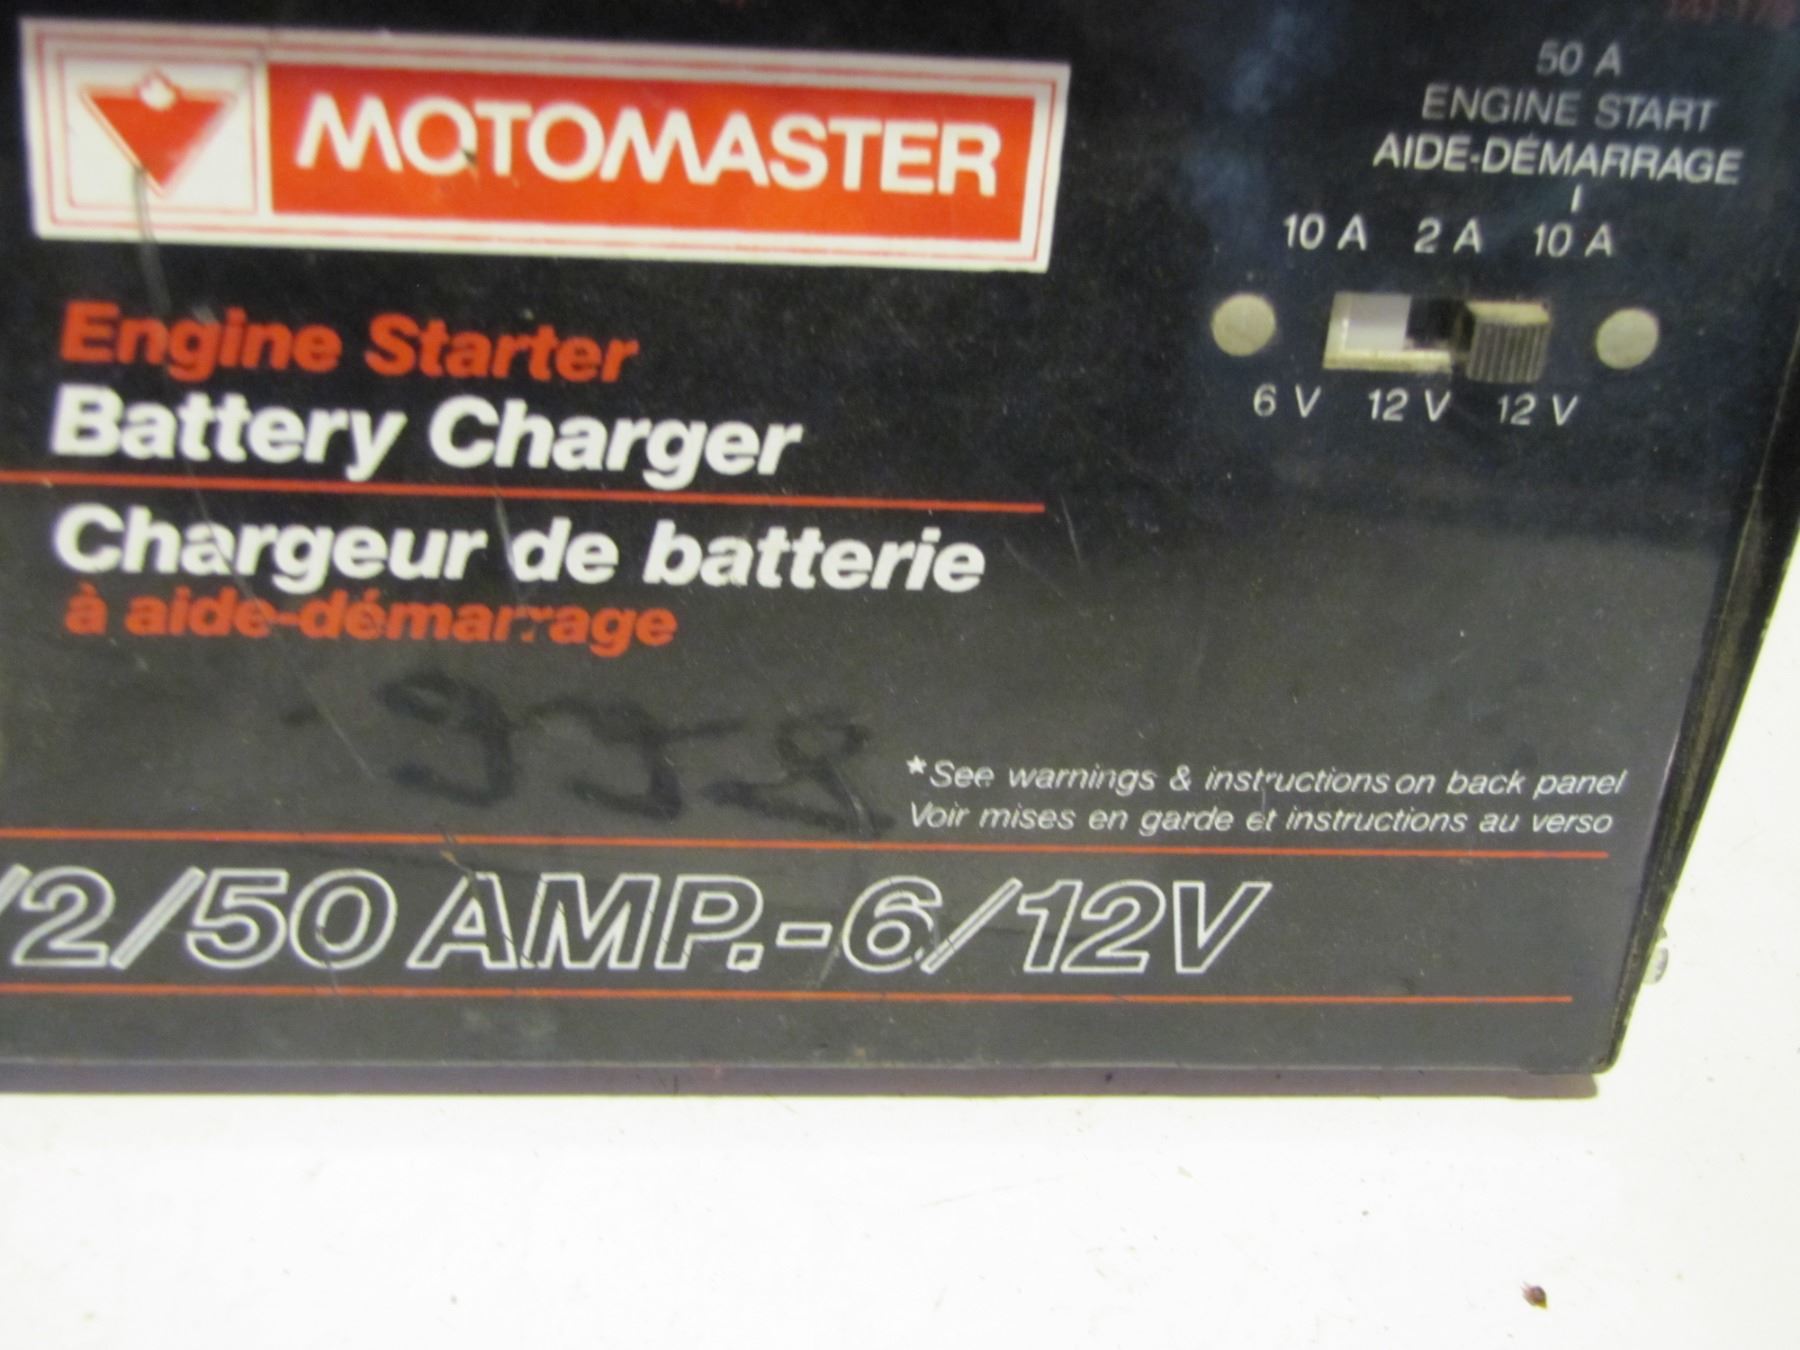 MOTOMASTER
50 A
ENGINE START
AIDE-DÉMARRAGE
10 A 2 A 10 A
6 V 12 V 12 V
Engine Starter
Battery Charger
Chargeur de batterie
à aide-démarrage
*See warnings & instructions on back panel
Voir mises en garde et instructions au verso
/2/50 AMP.-6/12V